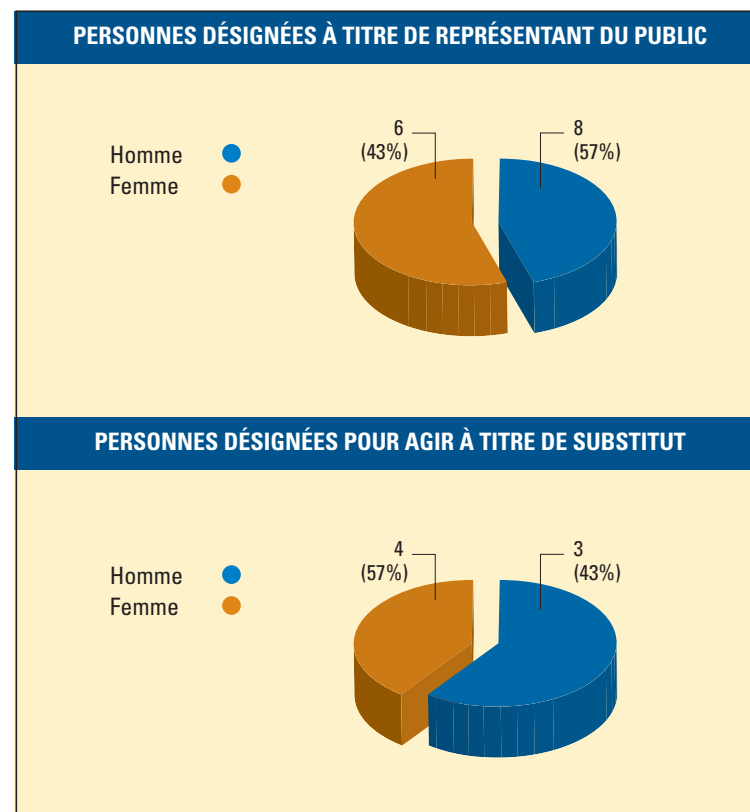 PERSONNES DÉSIGNÉES À TITRE DE REPRÉSENTANT DU PUBLIC
6
(43%)
8
(57%)
Homme
Femme
PERSONNES DÉSIGNÉES POUR AGIR À TITRE DE SUBSTITUT
4
(57%)
3
(43%)
Homme
Femme